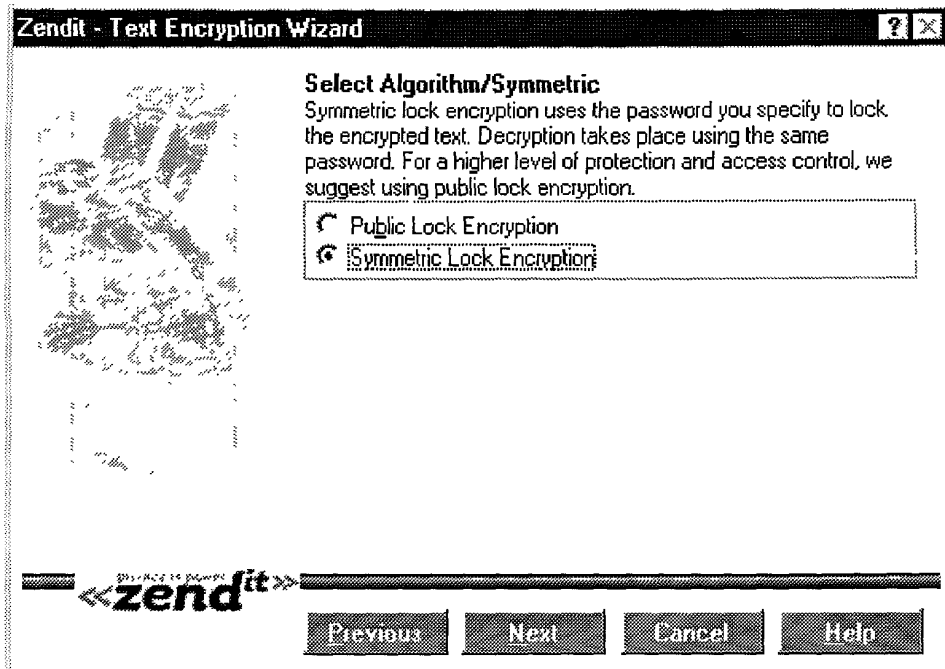 Zendit - Text Encryption Wizard
Select Algorithm/Symmetric
Symmetric lock encryption uses the password you specify to lock
the encrypted text. Decryption takes place using the same
password. For a higher level of protection and access control, we
suggest using public lock encryption.
Public Lock Encryption
Symmetric Lock Encryption
«zendit»
Previous Next Cancel Help